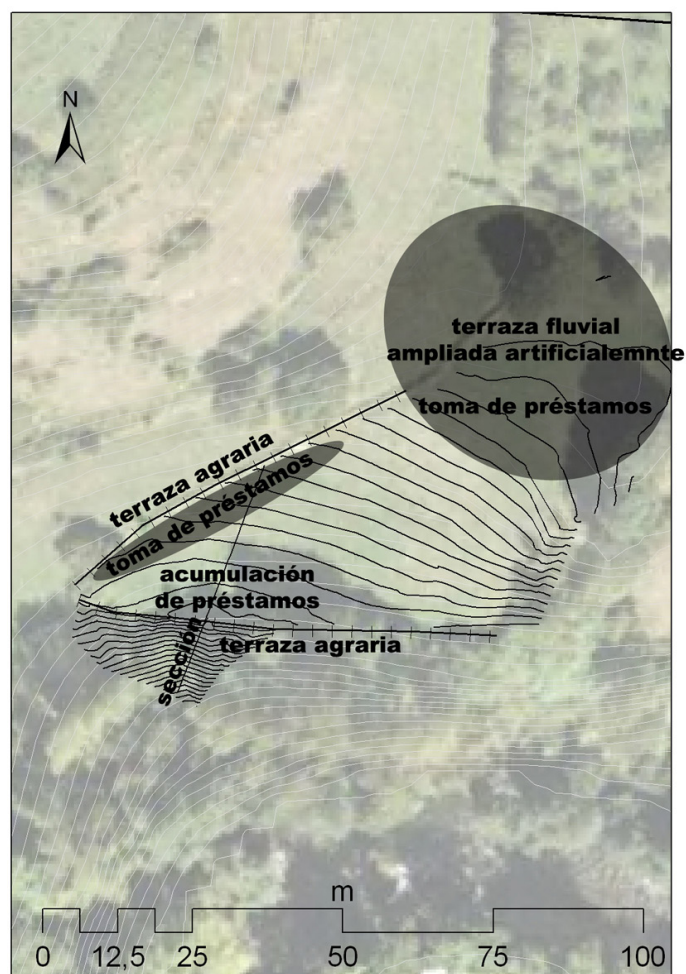 N
terraza fluvial
ampliada artificialemnte
toma de préstamos
terraza agraria
toma de préstamos
acumulación
de préstamos
sección
terraza agraria
m
0 12,5 25 50 75 100